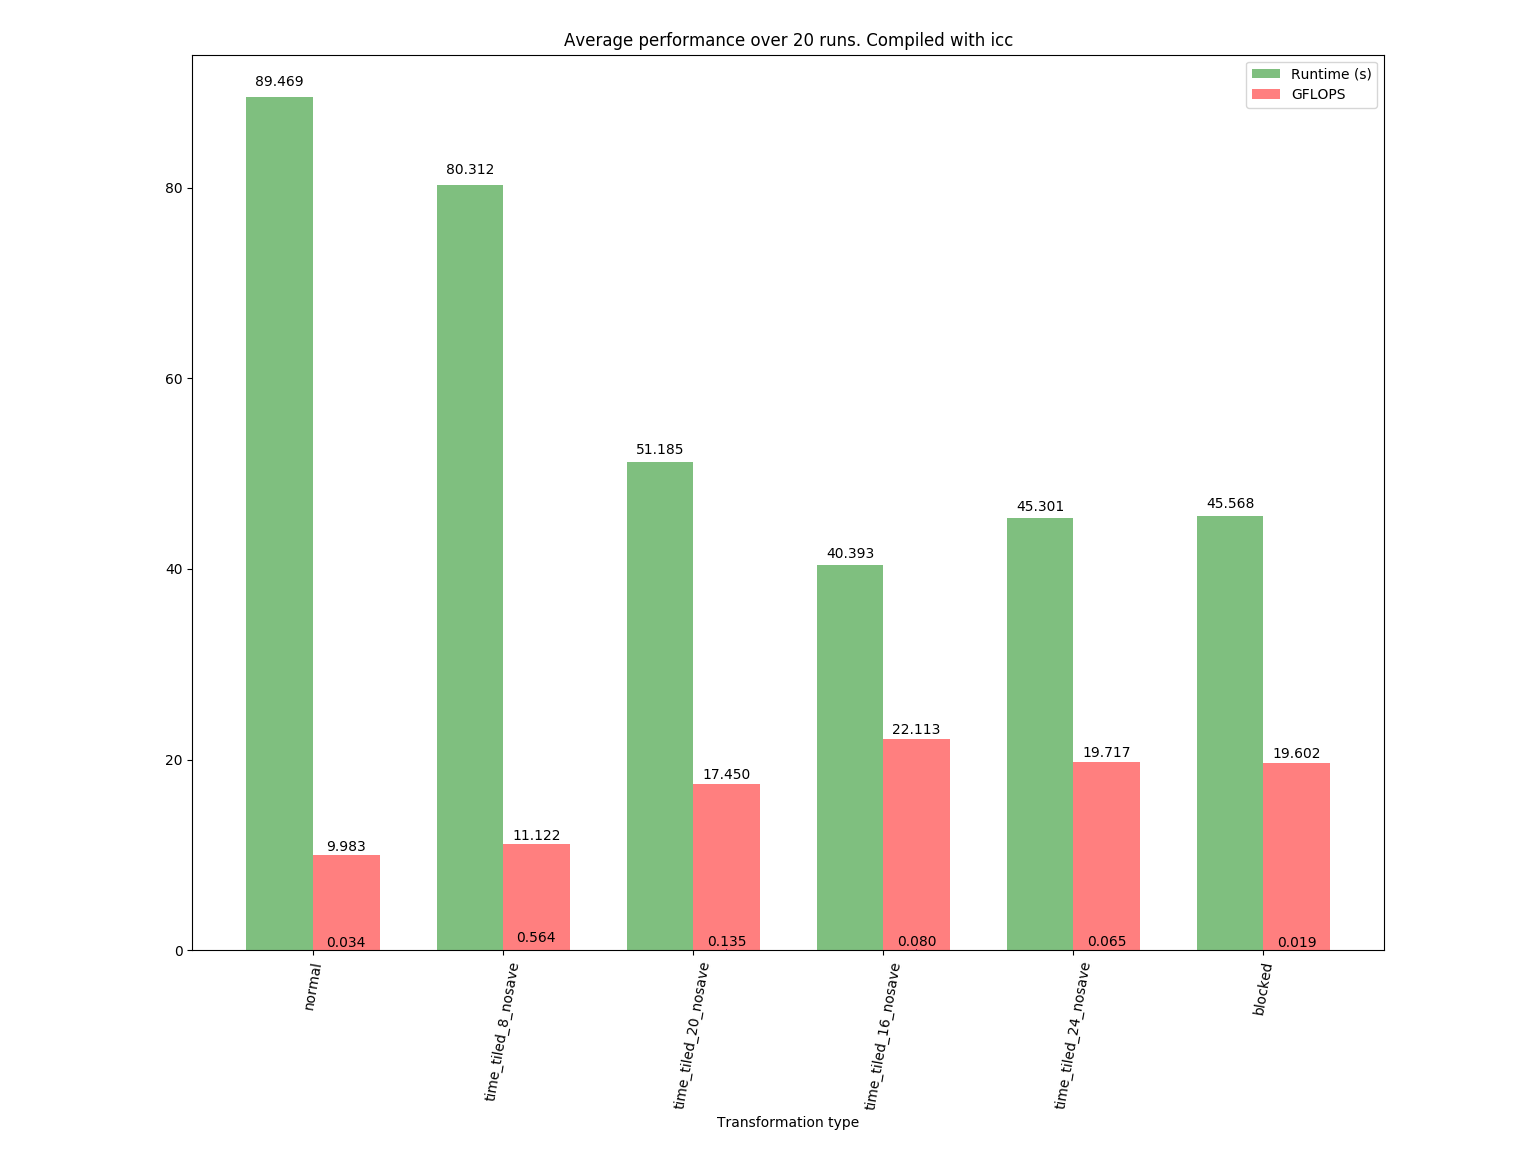 Average performance over 20 runs. Compiled with icc
Runtime (s)
GFLOPS
89.469
80.312
51.185
40.393
45.301
45.568
9.983
11.122
17.450
22.113
19.717
19.602
0.034
0.564
0.135
0.080
0.065
0.019
80
60
40
20
0
normal
time_tiled_8_nosave
time_tiled_20_nosave
time_tiled_16_nosave
time_tiled_24_nosave
blocked
Transformation type